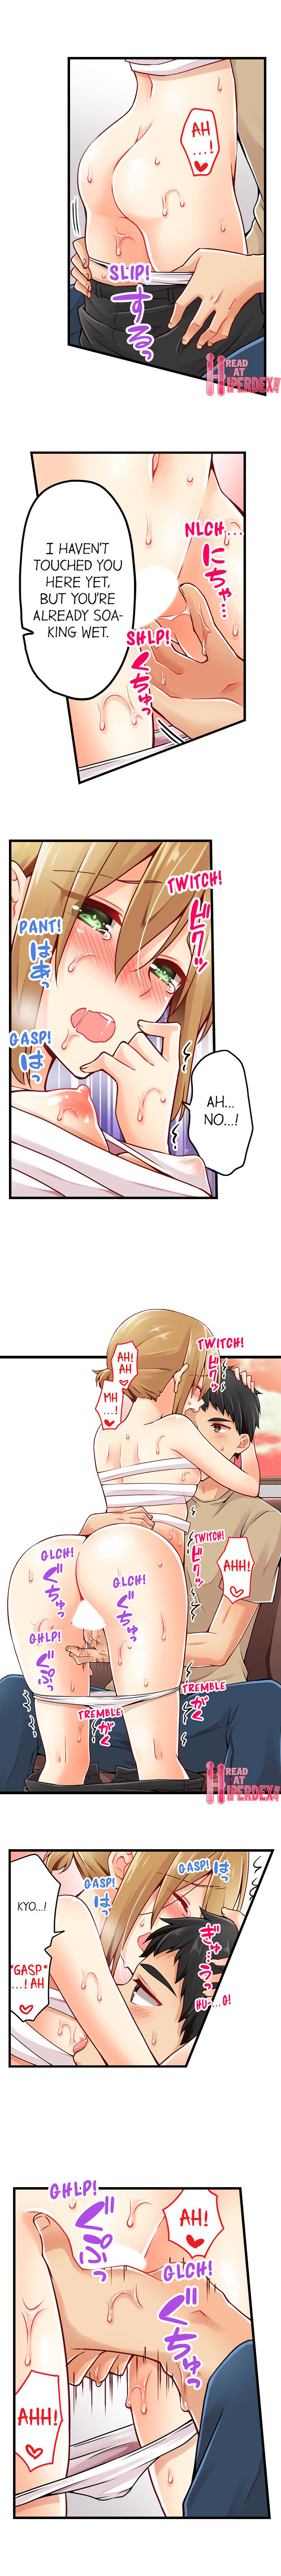 AH
...!
SLIP!
するっ
READ
AT
HIPERDEX
NLCH...
にちゃ...
I HAVEN'T
TOUCHED YOU
HERE YET,
BUT YOU'RE
ALREADY SOA-
KING WET.
SHLP!
くちゅっ
TWITCH!
ビクッ
PANT!
はあっ
GASP!
はっ
AH...
NO...!
TWITCH!
ビクッ
AH!
AH
MH
...!
TWITCH!
ビクッ
AHH!
GLCH!
ぐちゅっ
GLCH!
ぐちゅっ
GHLP!
ぐぷっ
TREMBLE
がく
TREMBLE
がく
READ
AT
HIPERDEX
GASP!
はっ
GASP!
はっ
KYO...!
ぎゅ...うっ
HU-...G!
*GASP*
...! AH
GHLP!
ぐぷっ
AH!
GLCH!
ぐちゅっ
AHH!